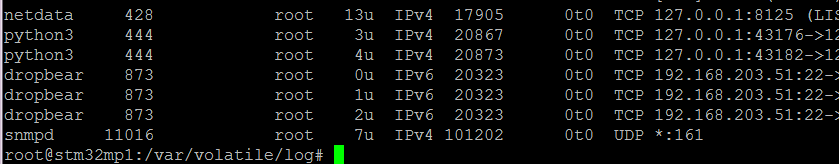 netdata 428 root 13u IPv4 17905 0t0 TCP 127.0.0.1:8125 (LIS
python3 444 root 3u IPv4 20867 0t0 TCP 127.0.0.1:43176->12
python3 444 root 4u IPv4 20873 0t0 TCP 127.0.0.1:43182->12
dropbear 873 root 0u IPv6 20323 0t0 TCP 192.168.203.51:22->
dropbear 873 root 1u IPv6 20323 0t0 TCP 192.168.203.51:22->
dropbear 873 root 2u IPv6 20323 0t0 TCP 192.168.203.51:22->
snmpd 11016 root 7u IPv4 101202 0t0 UDP *:161
root@stm32mp1:/var/volatile/log#